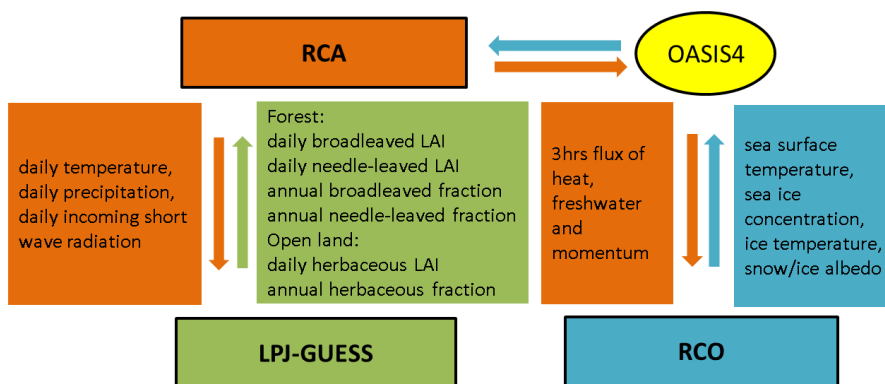 RCA
OASIS4
daily temperature,
daily precipitation,
daily incoming short
wave radiation
Forest:
daily broadleaved LAI
daily needle-leaved LAI
annual broadleaved fraction
annual needle-leaved fraction
Open land:
daily herbaceous LAI
annual herbaceous fraction
3hrs flux of
heat,
freshwater
and
momentum
sea surface
temperature,
sea ice
concentration,
ice temperature,
snow/ice albedo
LPJ-GUESS
RCO